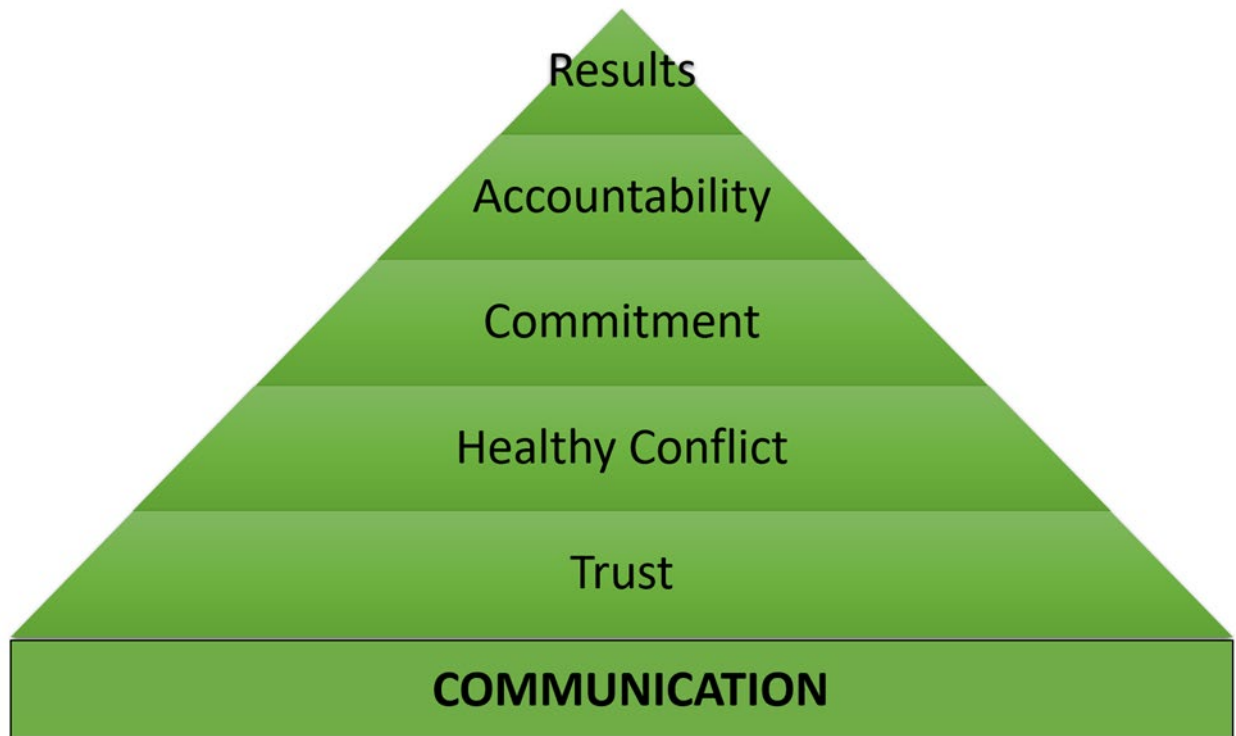 Results
Accountability
Commitment
Healthy Conflict
Trust
COMMUNICATION